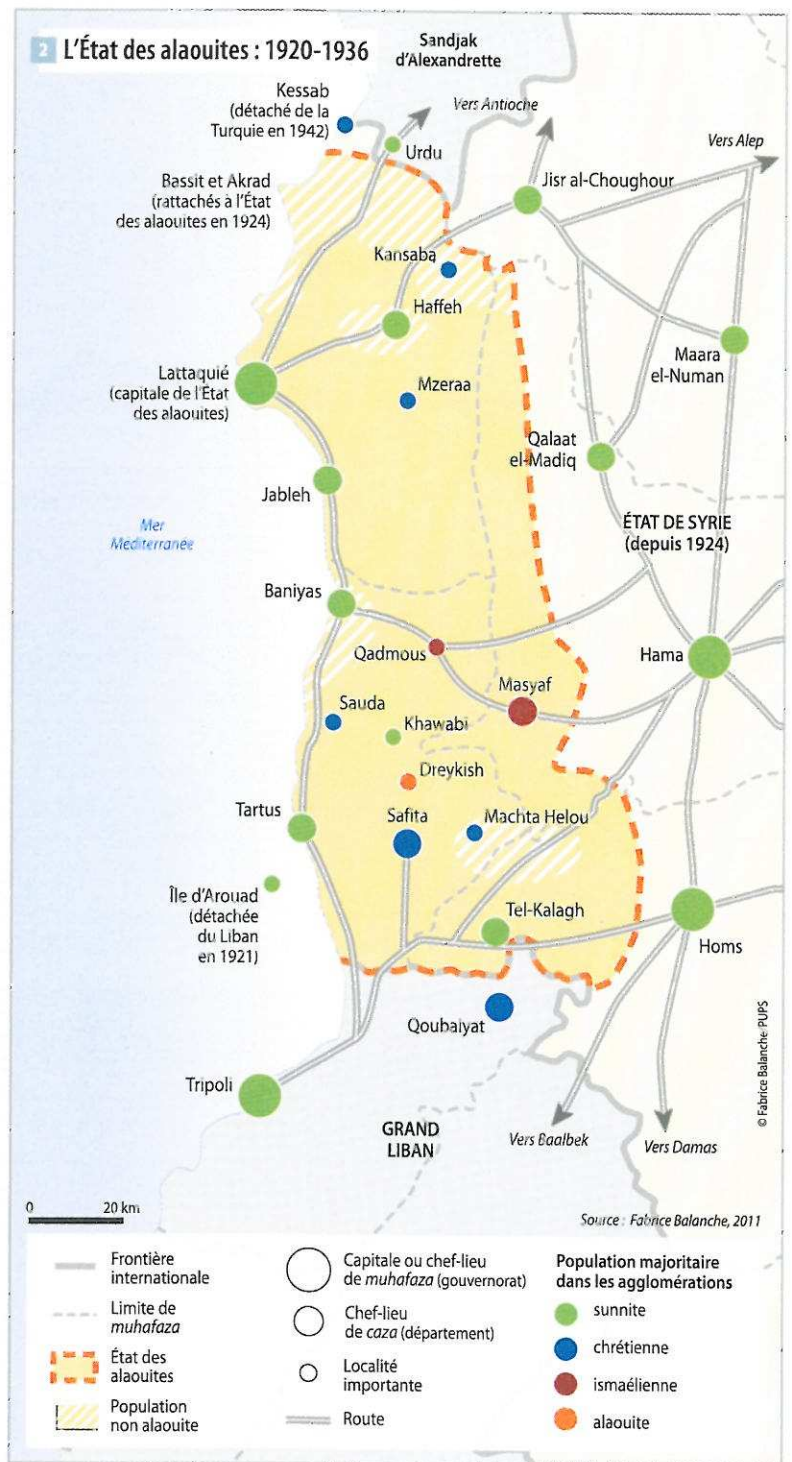 2 L'État des alaouites : 1920-1936
Sandjak
d'Alexandrette
Kessab
(détaché de la
Turquie en 1942)
Vers Antioche
Urdu
Vers Alep
Bassit et Akrad
(rattachés à l'État
des alaouites en 1924)
Jisr al-Choughour
Kansaba
Haffeh
Lattaquié
(capitale de l'État
des alaouites)
Mzeraa
Maara
el-Numan
Qalaat
el-Madiq
Jableh
Mer
Méditerranée
ÉTAT DE SYRIE
(depuis 1924)
Baniyas
Qadmous
Hama
Masyaf
Sauda
Khawabi
Dreykish
Tartus
Safita
Machta Helou
Île d'Arouad
(détachée
du Liban
en 1921)
Tel-Kalagh
Homs
Qoubaiyat
Tripoli
GRAND
LIBAN
Vers Baalbek
Vers Damas
© Fabrice Balanche/PUPS
0 20 km
Source : Fabrice Balanche, 2011
Frontière
internationale
Limite de
muhafaza
État des
alaouites
Population
non alaouite
Capitale ou chef-lieu
de muhafaza (gouvernorat)
Chef-lieu
de caza (département)
Localité
importante
Route
Population majoritaire
dans les agglomérations
sunnite
chrétienne
ismaélienne
alaouite